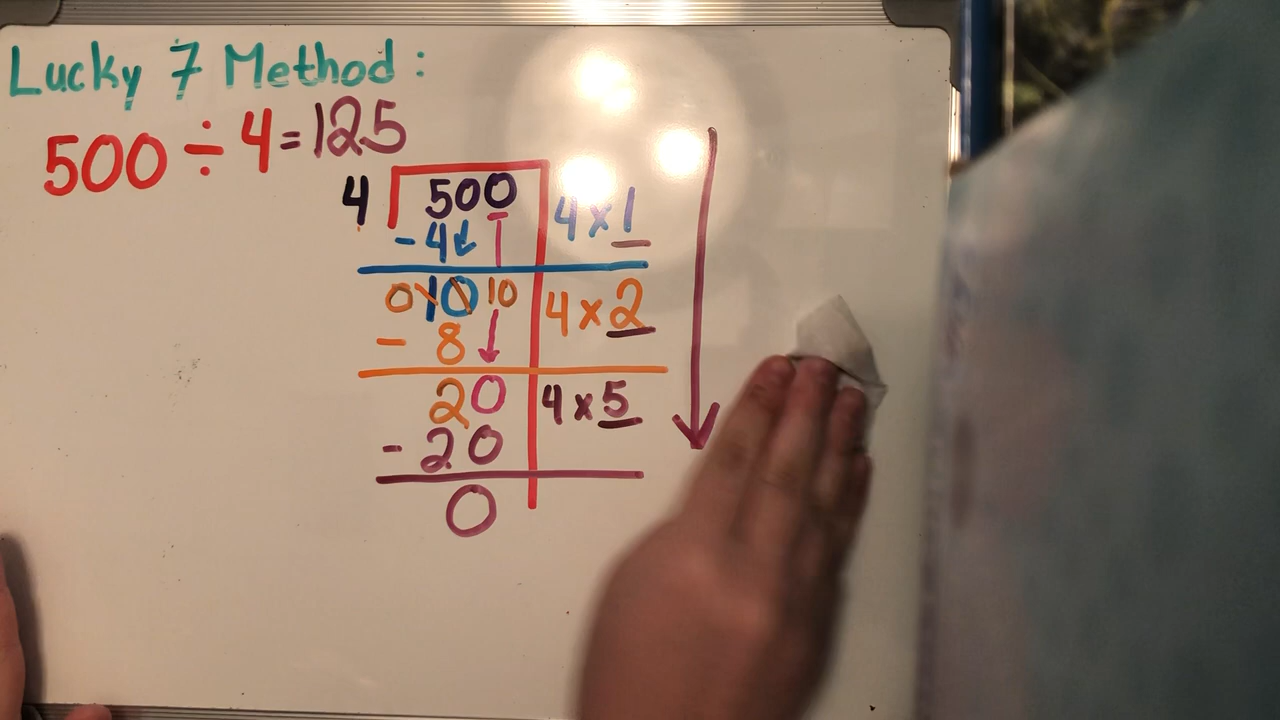 Lucky 7 Method:
500 ÷ 4 = 125
4 500 4 x 1
- 4
0 10 10 4 x 2
- 8
20 4 x 5
- 20
0